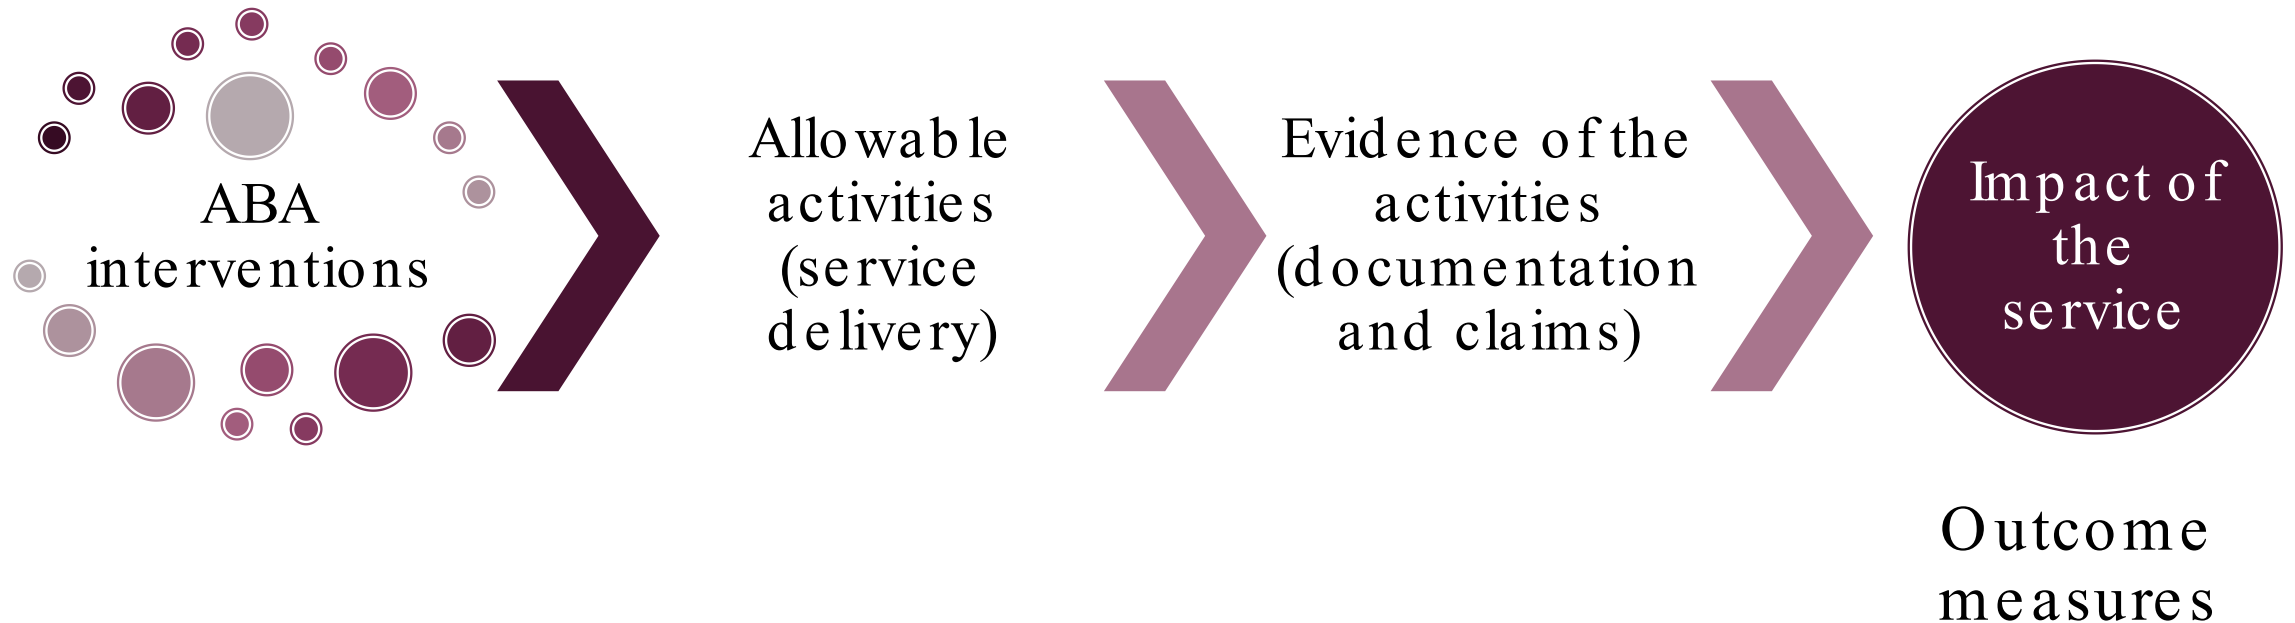 ABA
interventions
Allowable
activities
(service
delivery)
Evidence of the
activities
(documentation
and claims)
Impact of
the
service
Outcome
measures